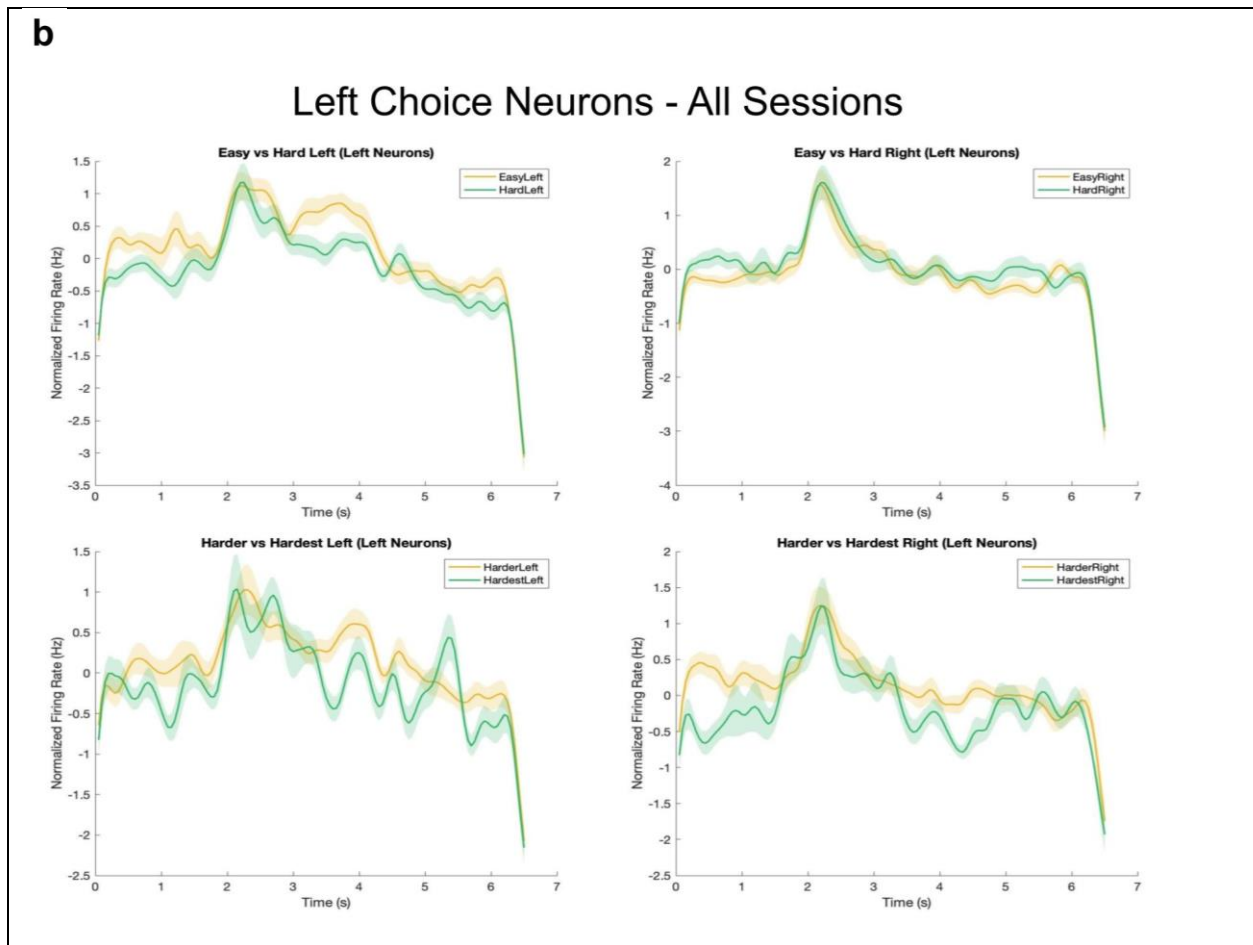 b
Left Choice Neurons - All Sessions
Easy vs Hard Left (Left Neurons)
EasyLeft
HardLeft
Normalized Firing Rate (Hz)
1.5
1
0.5
0
-0.5
-1
-1.5
-2
-2.5
-3
-3.5
0 1 2 3 4 5 6 7
Time (s)
Easy vs Hard Right (Left Neurons)
EasyRight
HardRight
Normalized Firing Rate (Hz)
2
1
0
-1
-2
-3
-4
0 1 2 3 4 5 6 7
Time (s)
Harder vs Hardest Left (Left Neurons)
HarderLeft
HardestLeft
Normalized Firing Rate (Hz)
1.5
1
0.5
0
-0.5
-1
-1.5
-2
-2.5
0 1 2 3 4 5 6 7
Time (s)
Harder vs Hardest Right (Left Neurons)
HarderRight
HardestRight
Normalized Firing Rate (Hz)
2
1.5
1
0.5
0
-0.5
-1
-1.5
-2
-2.5
0 1 2 3 4 5 6 7
Time (s)